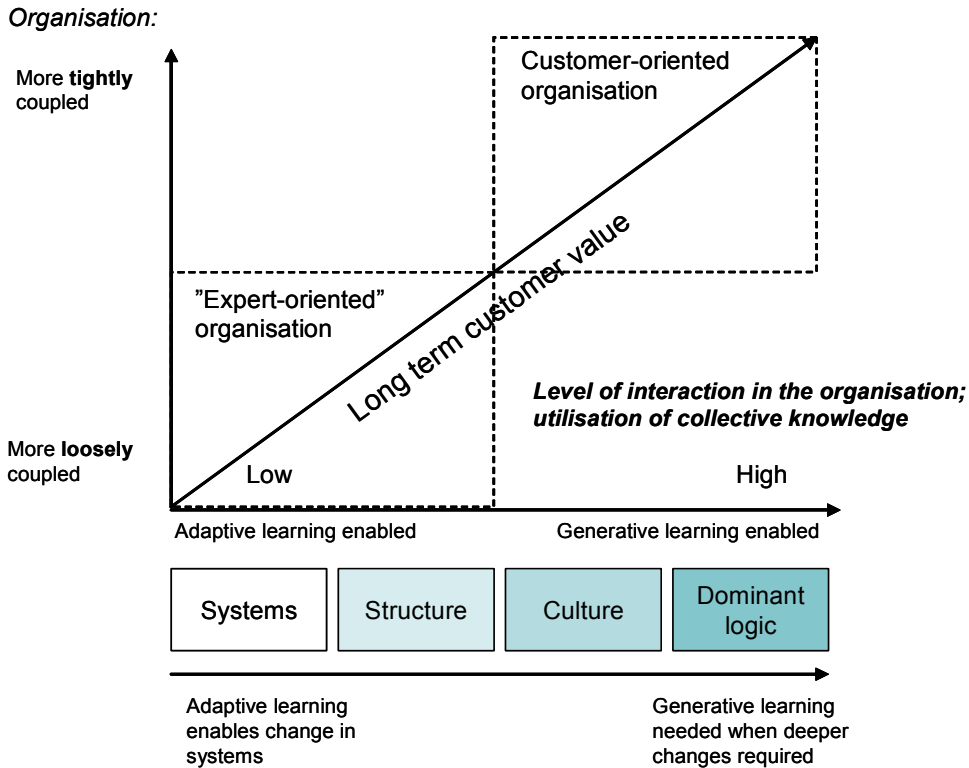 Organisation:
More tightly
coupled
Customer-oriented
organisation
Long term customer value
”Expert-oriented”
organisation
Level of interaction in the organisation;
utilisation of collective knowledge
More loosely
coupled
Low
High
Adaptive learning enabled
Generative learning enabled
Systems
Structure
Culture
Dominant
logic
Adaptive learning
enables change in
systems
Generative learning
needed when deeper
changes required